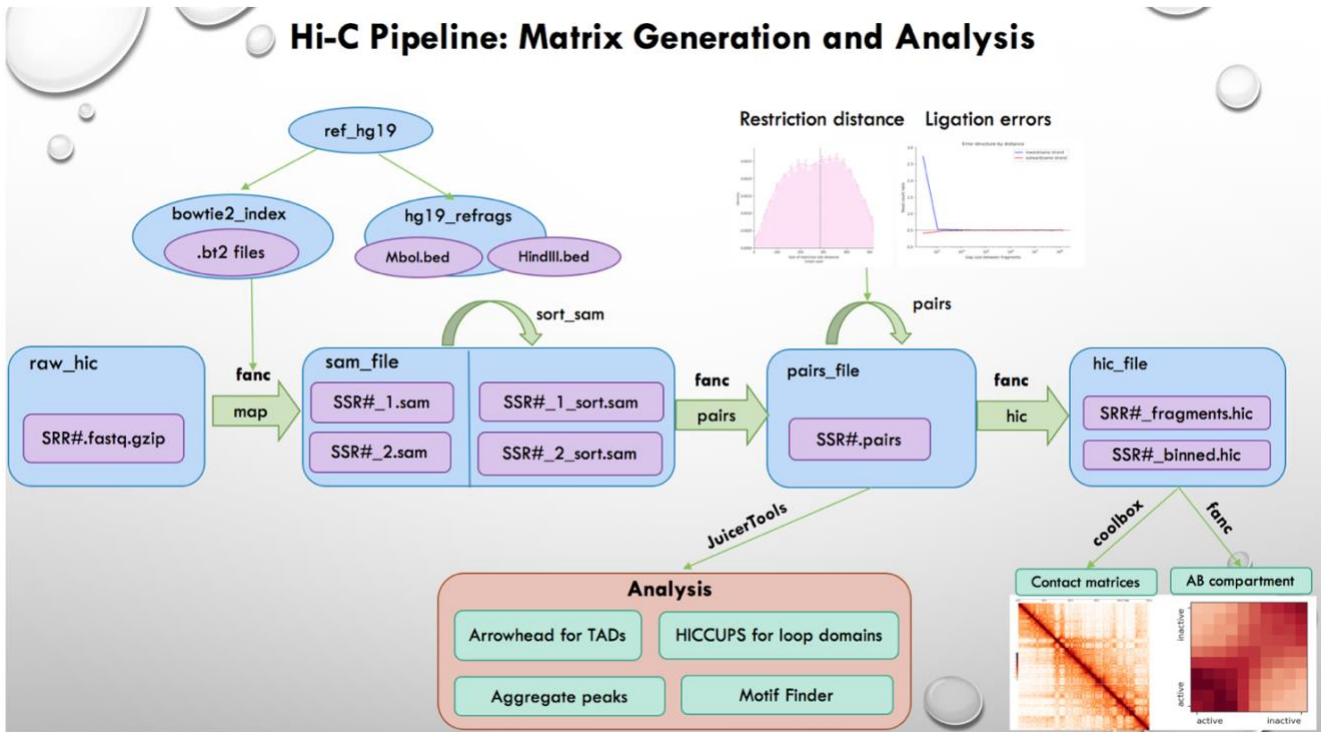 Hi-C Pipeline: Matrix Generation and Analysis
ref_hg19
bowtie2_index
.bt2 files
hg19_refrags
MboI.bed
HindIII.bed
Restriction distance
Ligation errors
Error structure by distance
sort_sam
pairs
raw_hic
SRR#.fastq.gzip
fanc
map
sam_file
SSR#_1.sam
SSR#_2.sam
SSR#_1_sort.sam
SSR#_2_sort.sam
fanc
pairs
pairs_file
SSR#.pairs
fanc
hic
hic_file
SRR#_fragments.hic
SSR#_binned.hic
JuicerTools
coolbox
fanc
Analysis
Arrowhead for TADs
HICCUPS for loop domains
Aggregate peaks
Motif Finder
Contact matrices
AB compartment
inactive
active
active
inactive